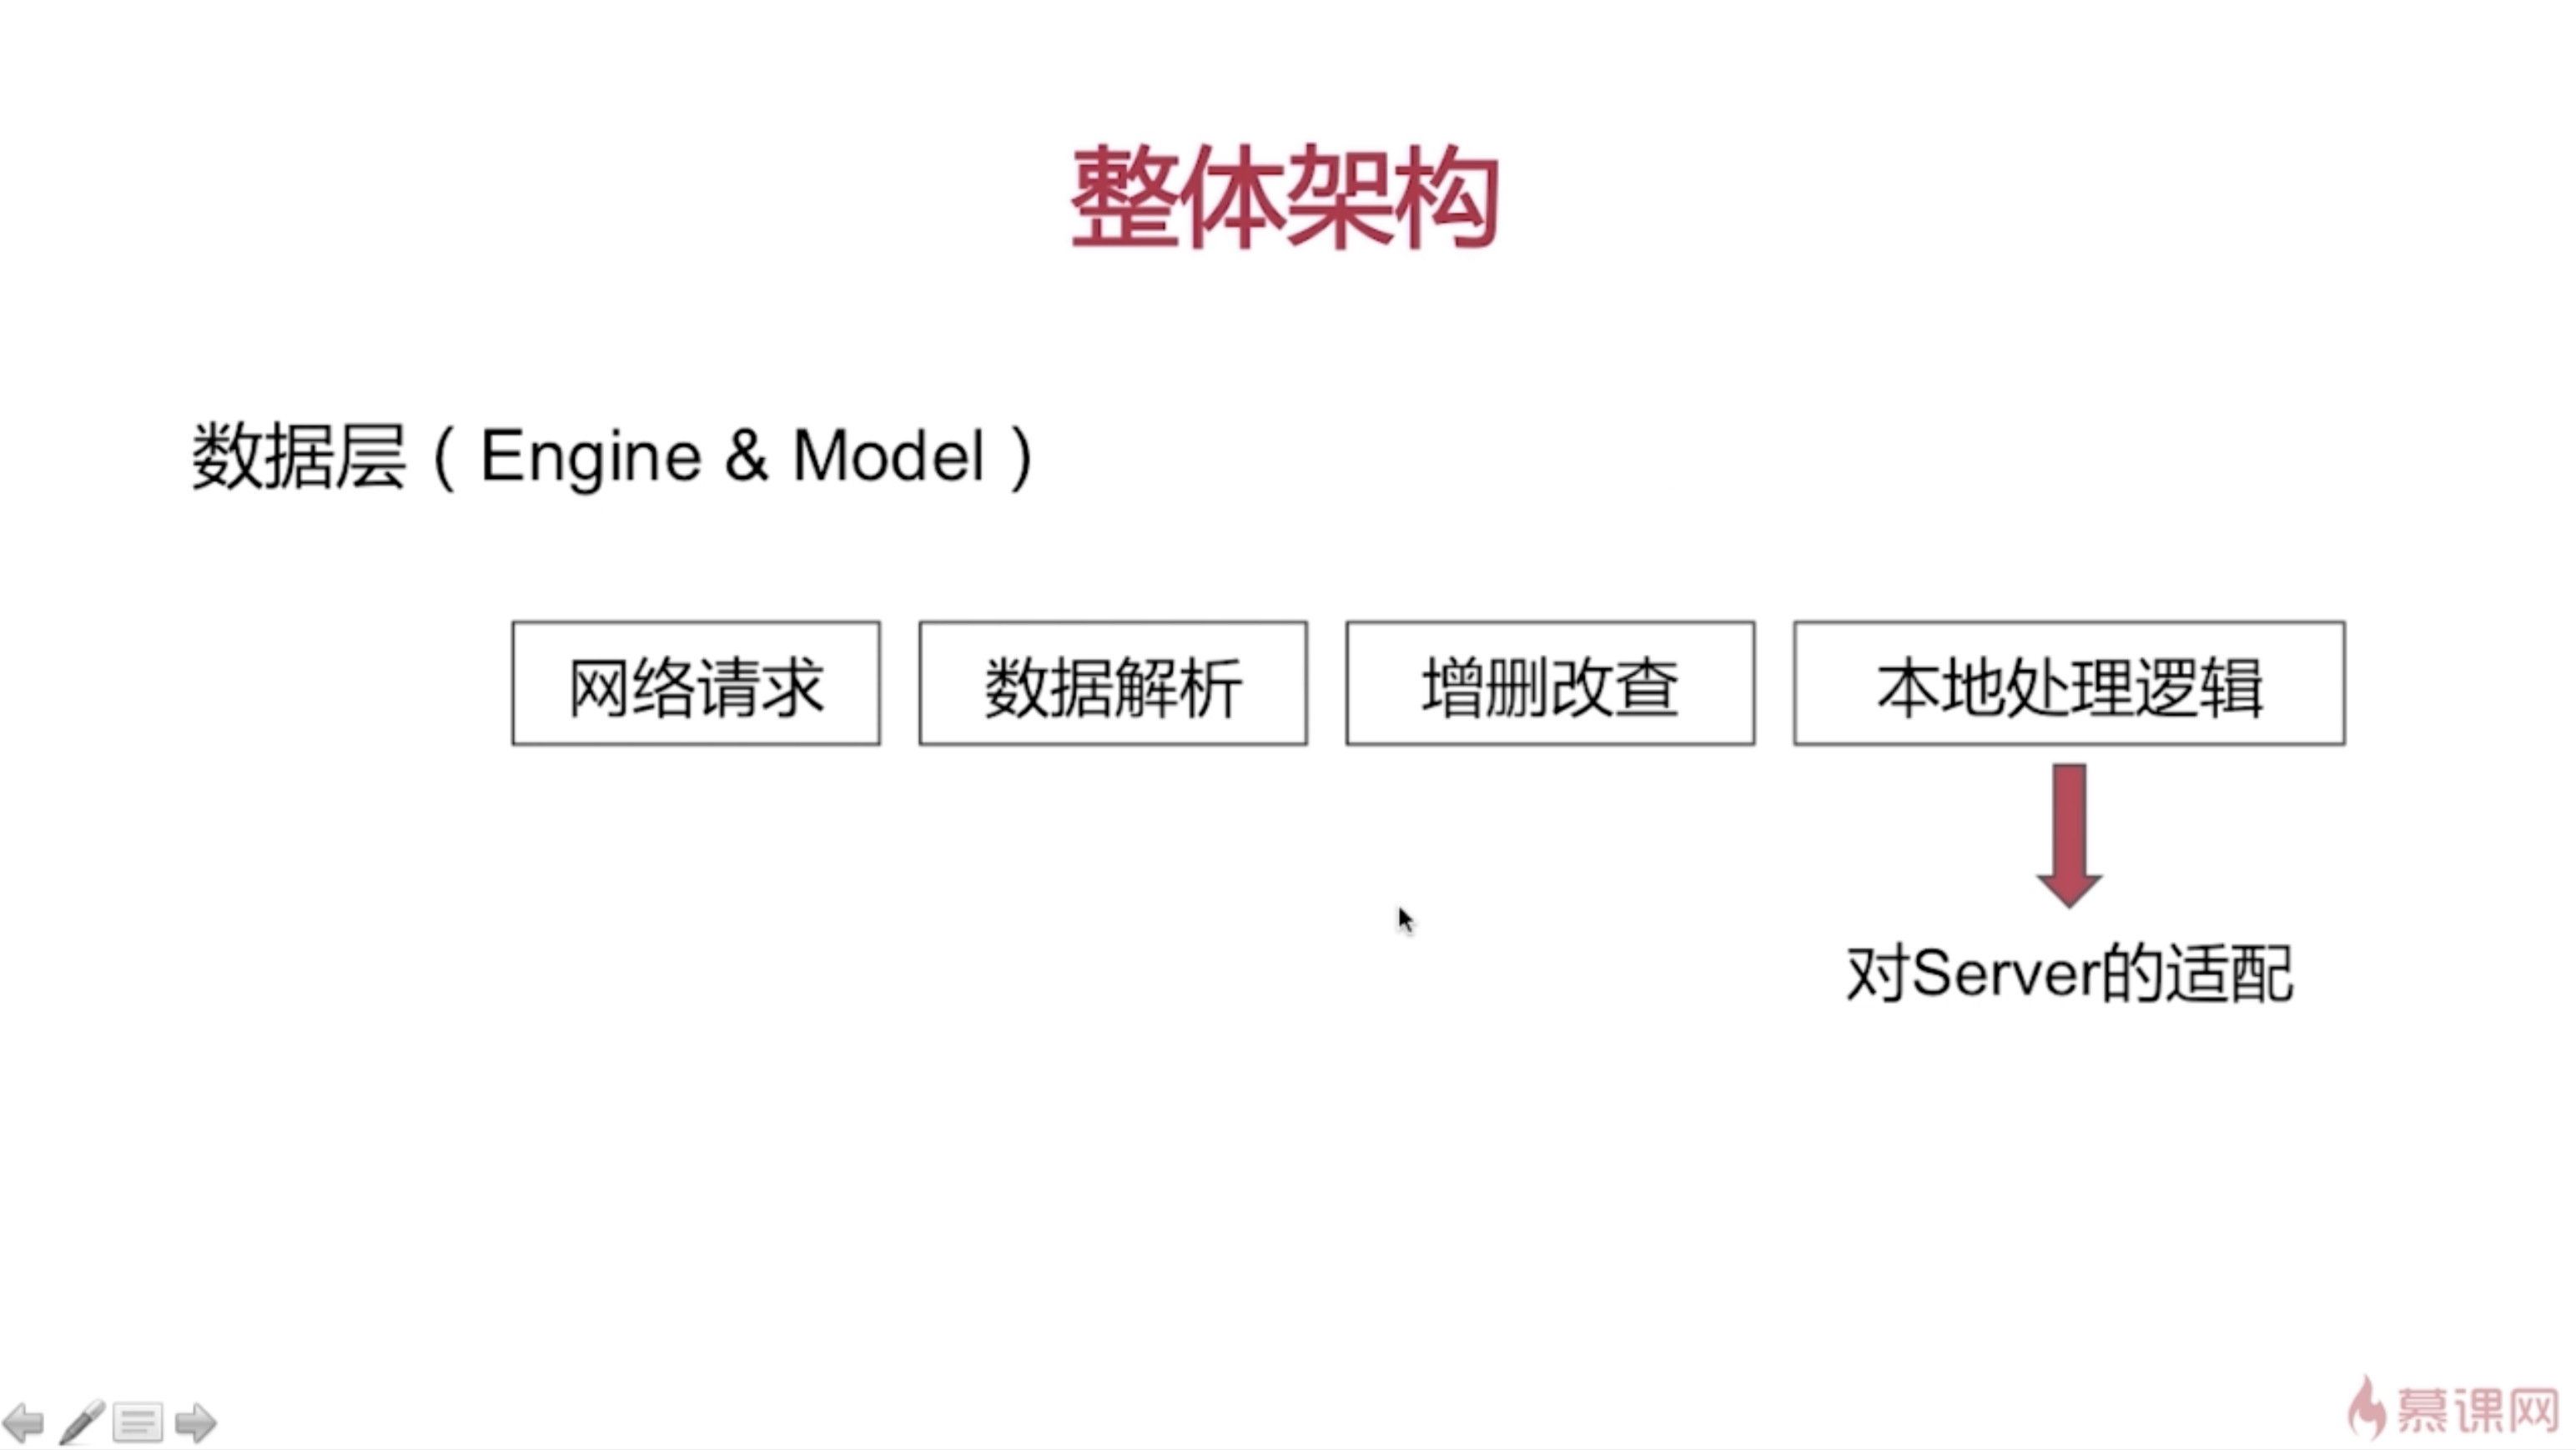 整体架构
数据层（Engine & Model）
网络请求 数据解析 增删改查 本地处理逻辑
对Server的适配
慕课网